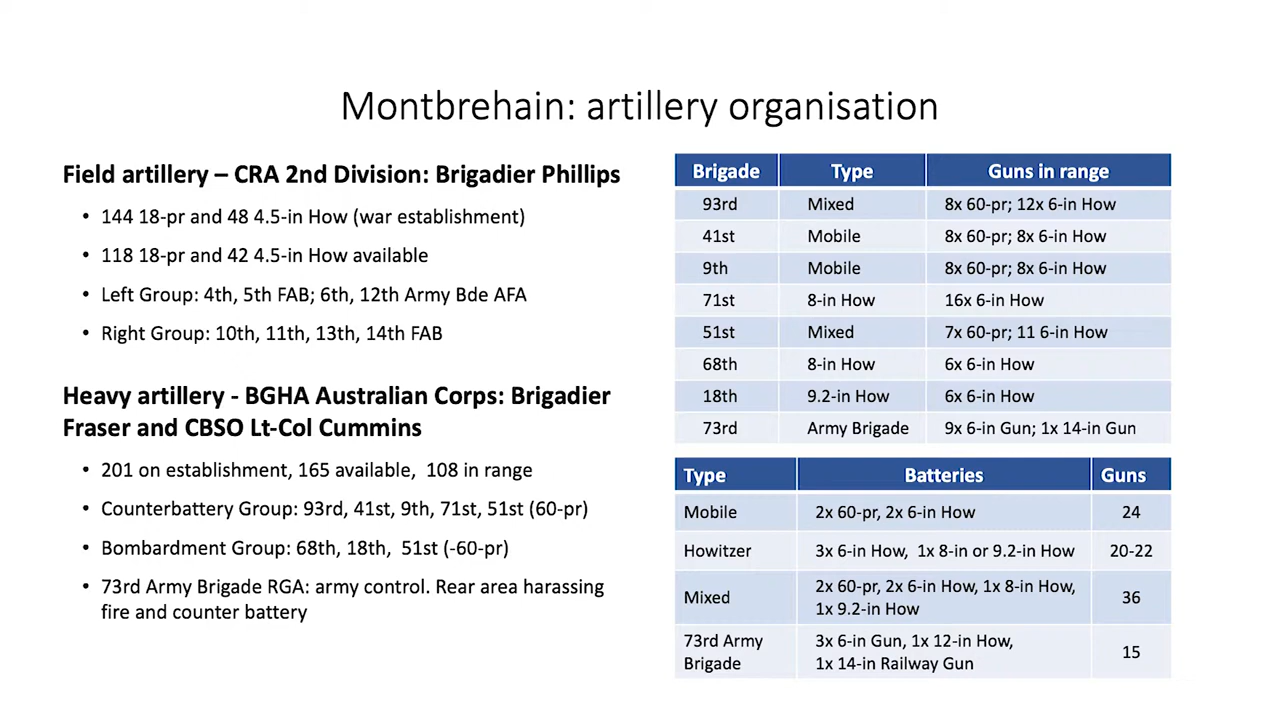 Montbrehain: artillery organisation
Field artillery – CRA 2nd Division: Brigadier Phillips
• 144 18-pr and 48 4.5-in How (war establishment)
• 118 18-pr and 42 4.5-in How available
• Left Group: 4th, 5th FAB; 6th, 12th Army Bde AFA
• Right Group: 10th, 11th, 13th, 14th FAB
Heavy artillery - BGHA Australian Corps: Brigadier
Fraser and CBSO Lt-Col Cummins
• 201 on establishment, 165 available, 108 in range
• Counterbattery Group: 93rd, 41st, 9th, 71st, 51st (60-pr)
• Bombardment Group: 68th, 18th, 51st (-60-pr)
• 73rd Army Brigade RGA: army control. Rear area harassing
fire and counter battery
Brigade Type Guns in range
93rd Mixed 8x 60-pr; 12x 6-in How
41st Mobile 8x 60-pr; 8x 6-in How
9th Mobile 8x 60-pr; 8x 6-in How
71st 8-in How 16x 6-in How
51st Mixed 7x 60-pr; 11 6-in How
68th 8-in How 6x 6-in How
18th 9.2-in How 6x 6-in How
73rd Army Brigade 9x 6-in Gun; 1x 14-in Gun
Type Batteries Guns
Mobile 2x 60-pr, 2x 6-in How 24
Howitzer 3x 6-in How, 1x 8-in or 9.2-in How 20-22
Mixed 2x 60-pr, 2x 6-in How, 1x 8-in How,
1x 9.2-in How 36
73rd Army
Brigade 3x 6-in Gun, 1x 12-in How,
1x 14-in Railway Gun 15